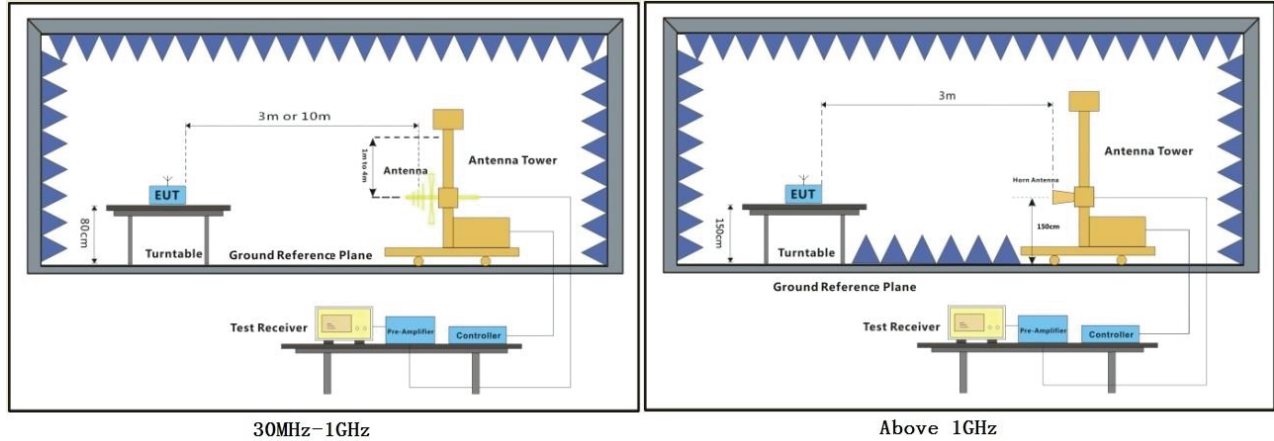 3m or 10m
1m to 4m
Antenna
Antenna Tower
EUT
80cm
Turntable
Ground Reference Plane
Test Receiver
Pre-Amplifier
Controller
30MHz-1GHz
3m
Antenna Tower
Horn Antenna
EUT
150cm
150cm
Turntable
Ground Reference Plane
Test Receiver
Pre-Amplifier
Controller
Above 1GHz